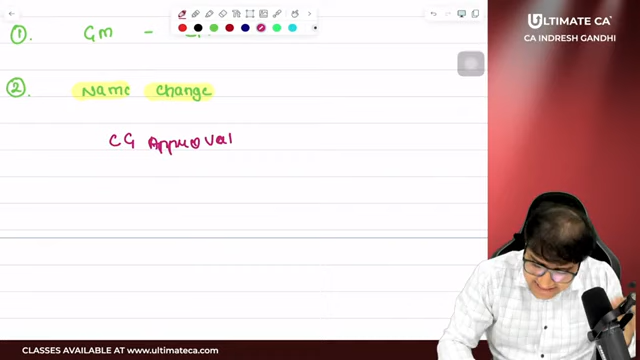 ULTIMATE CA®
CA INDRESH GANDHI
①. GM -
②. Name Change
CG Approval
CLASSES AVAILABLE AT www.ultimateca.com